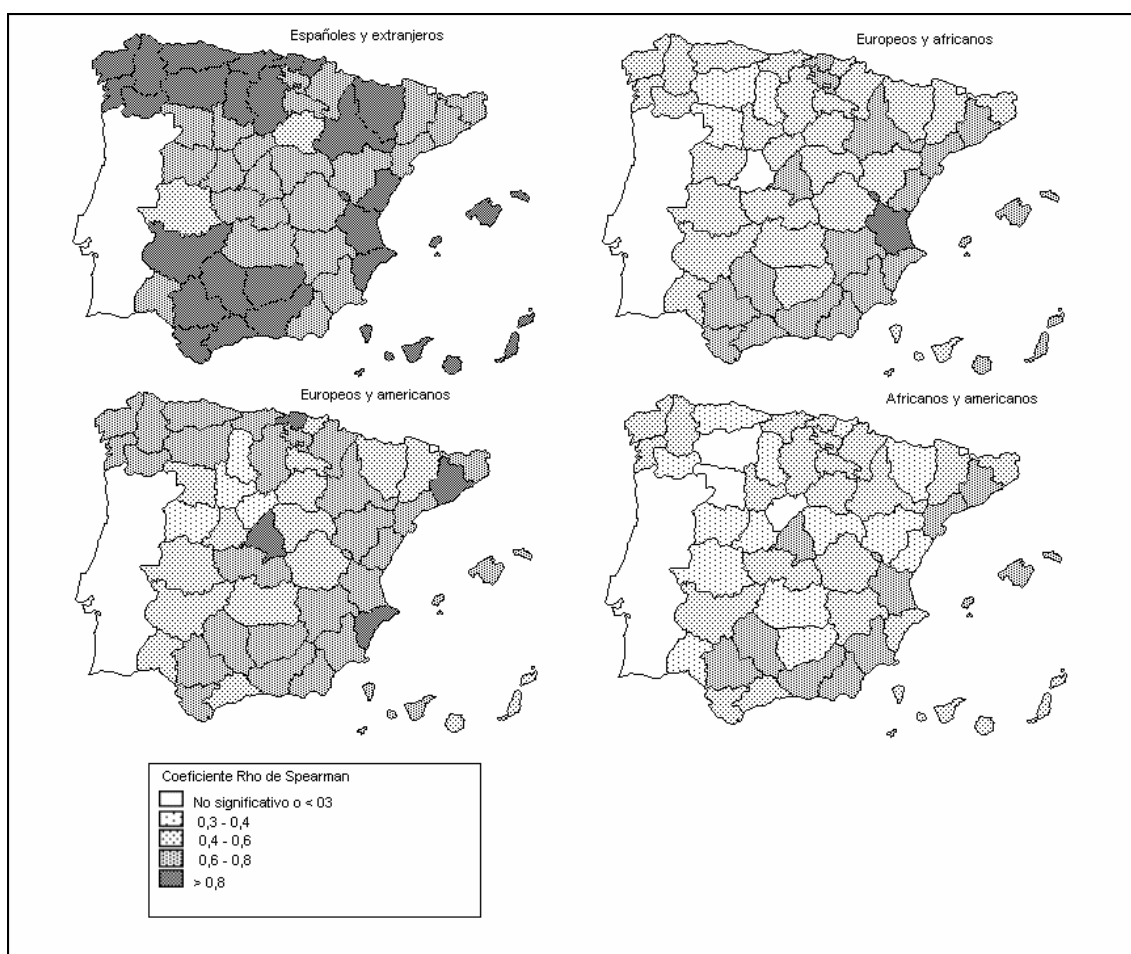 Españoles y extranjeros
Europeos y africanos
Europeos y americanos
Africanos y americanos
Coeficiente Rho de Spearman
No significativo o < 03
0,3 - 0,4
0,4 - 0,6
0,6 - 0,8
> 0,8